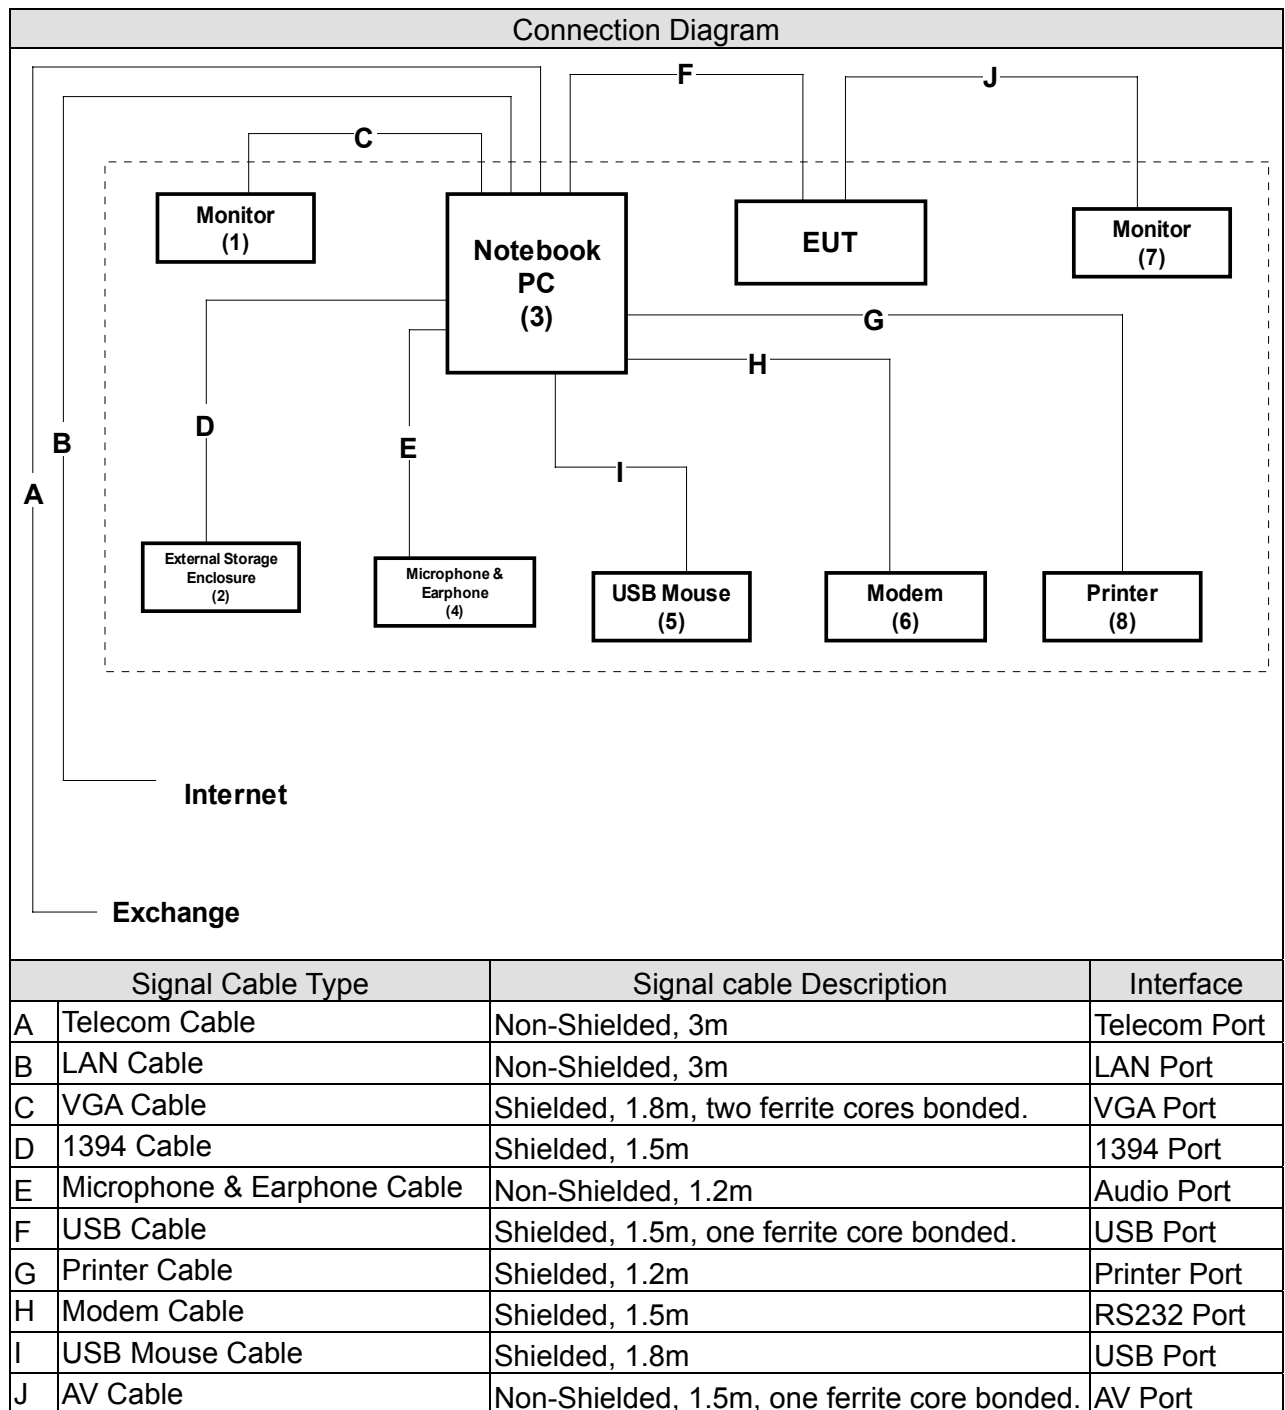 Connection Diagram
F
J
C
Monitor
(1)
Notebook
PC
(3)
EUT
Monitor
(7)
G
H
D
B
E
I
A
External Storage
Enclosure
(2)
Microphone &
Earphone
(4)
USB Mouse
(5)
Modem
(6)
Printer
(8)
Internet
Exchange
Signal Cable Type Signal cable Description Interface
A Telecom Cable Non-Shielded, 3m Telecom Port
B LAN Cable Non-Shielded, 3m LAN Port
C VGA Cable Shielded, 1.8m, two ferrite cores bonded. VGA Port
D 1394 Cable Shielded, 1.5m 1394 Port
E Microphone & Earphone Cable Non-Shielded, 1.2m Audio Port
F USB Cable Shielded, 1.5m, one ferrite core bonded. USB Port
G Printer Cable Shielded, 1.2m Printer Port
H Modem Cable Shielded, 1.5m RS232 Port
I USB Mouse Cable Shielded, 1.8m USB Port
J AV Cable Non-Shielded, 1.5m, one ferrite core bonded. AV Port